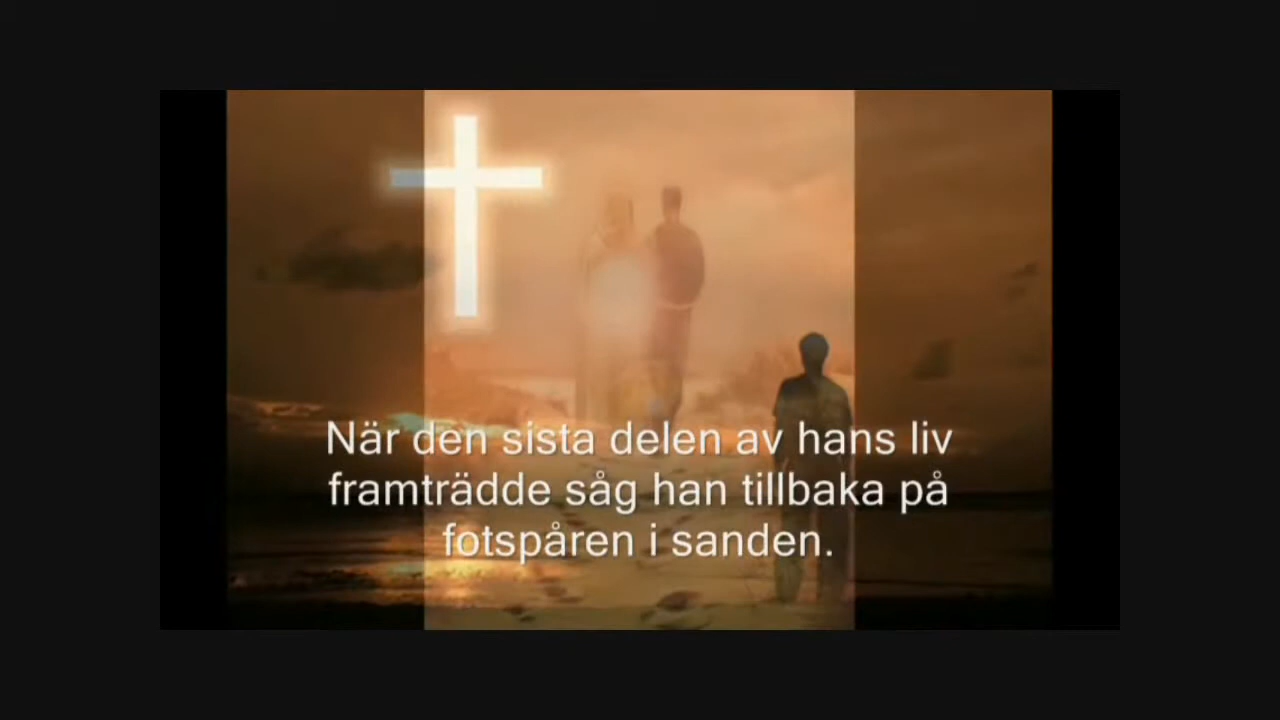 När den sista delen av hans liv
framträdde såg han tillbaka på
fotspåren i sanden.